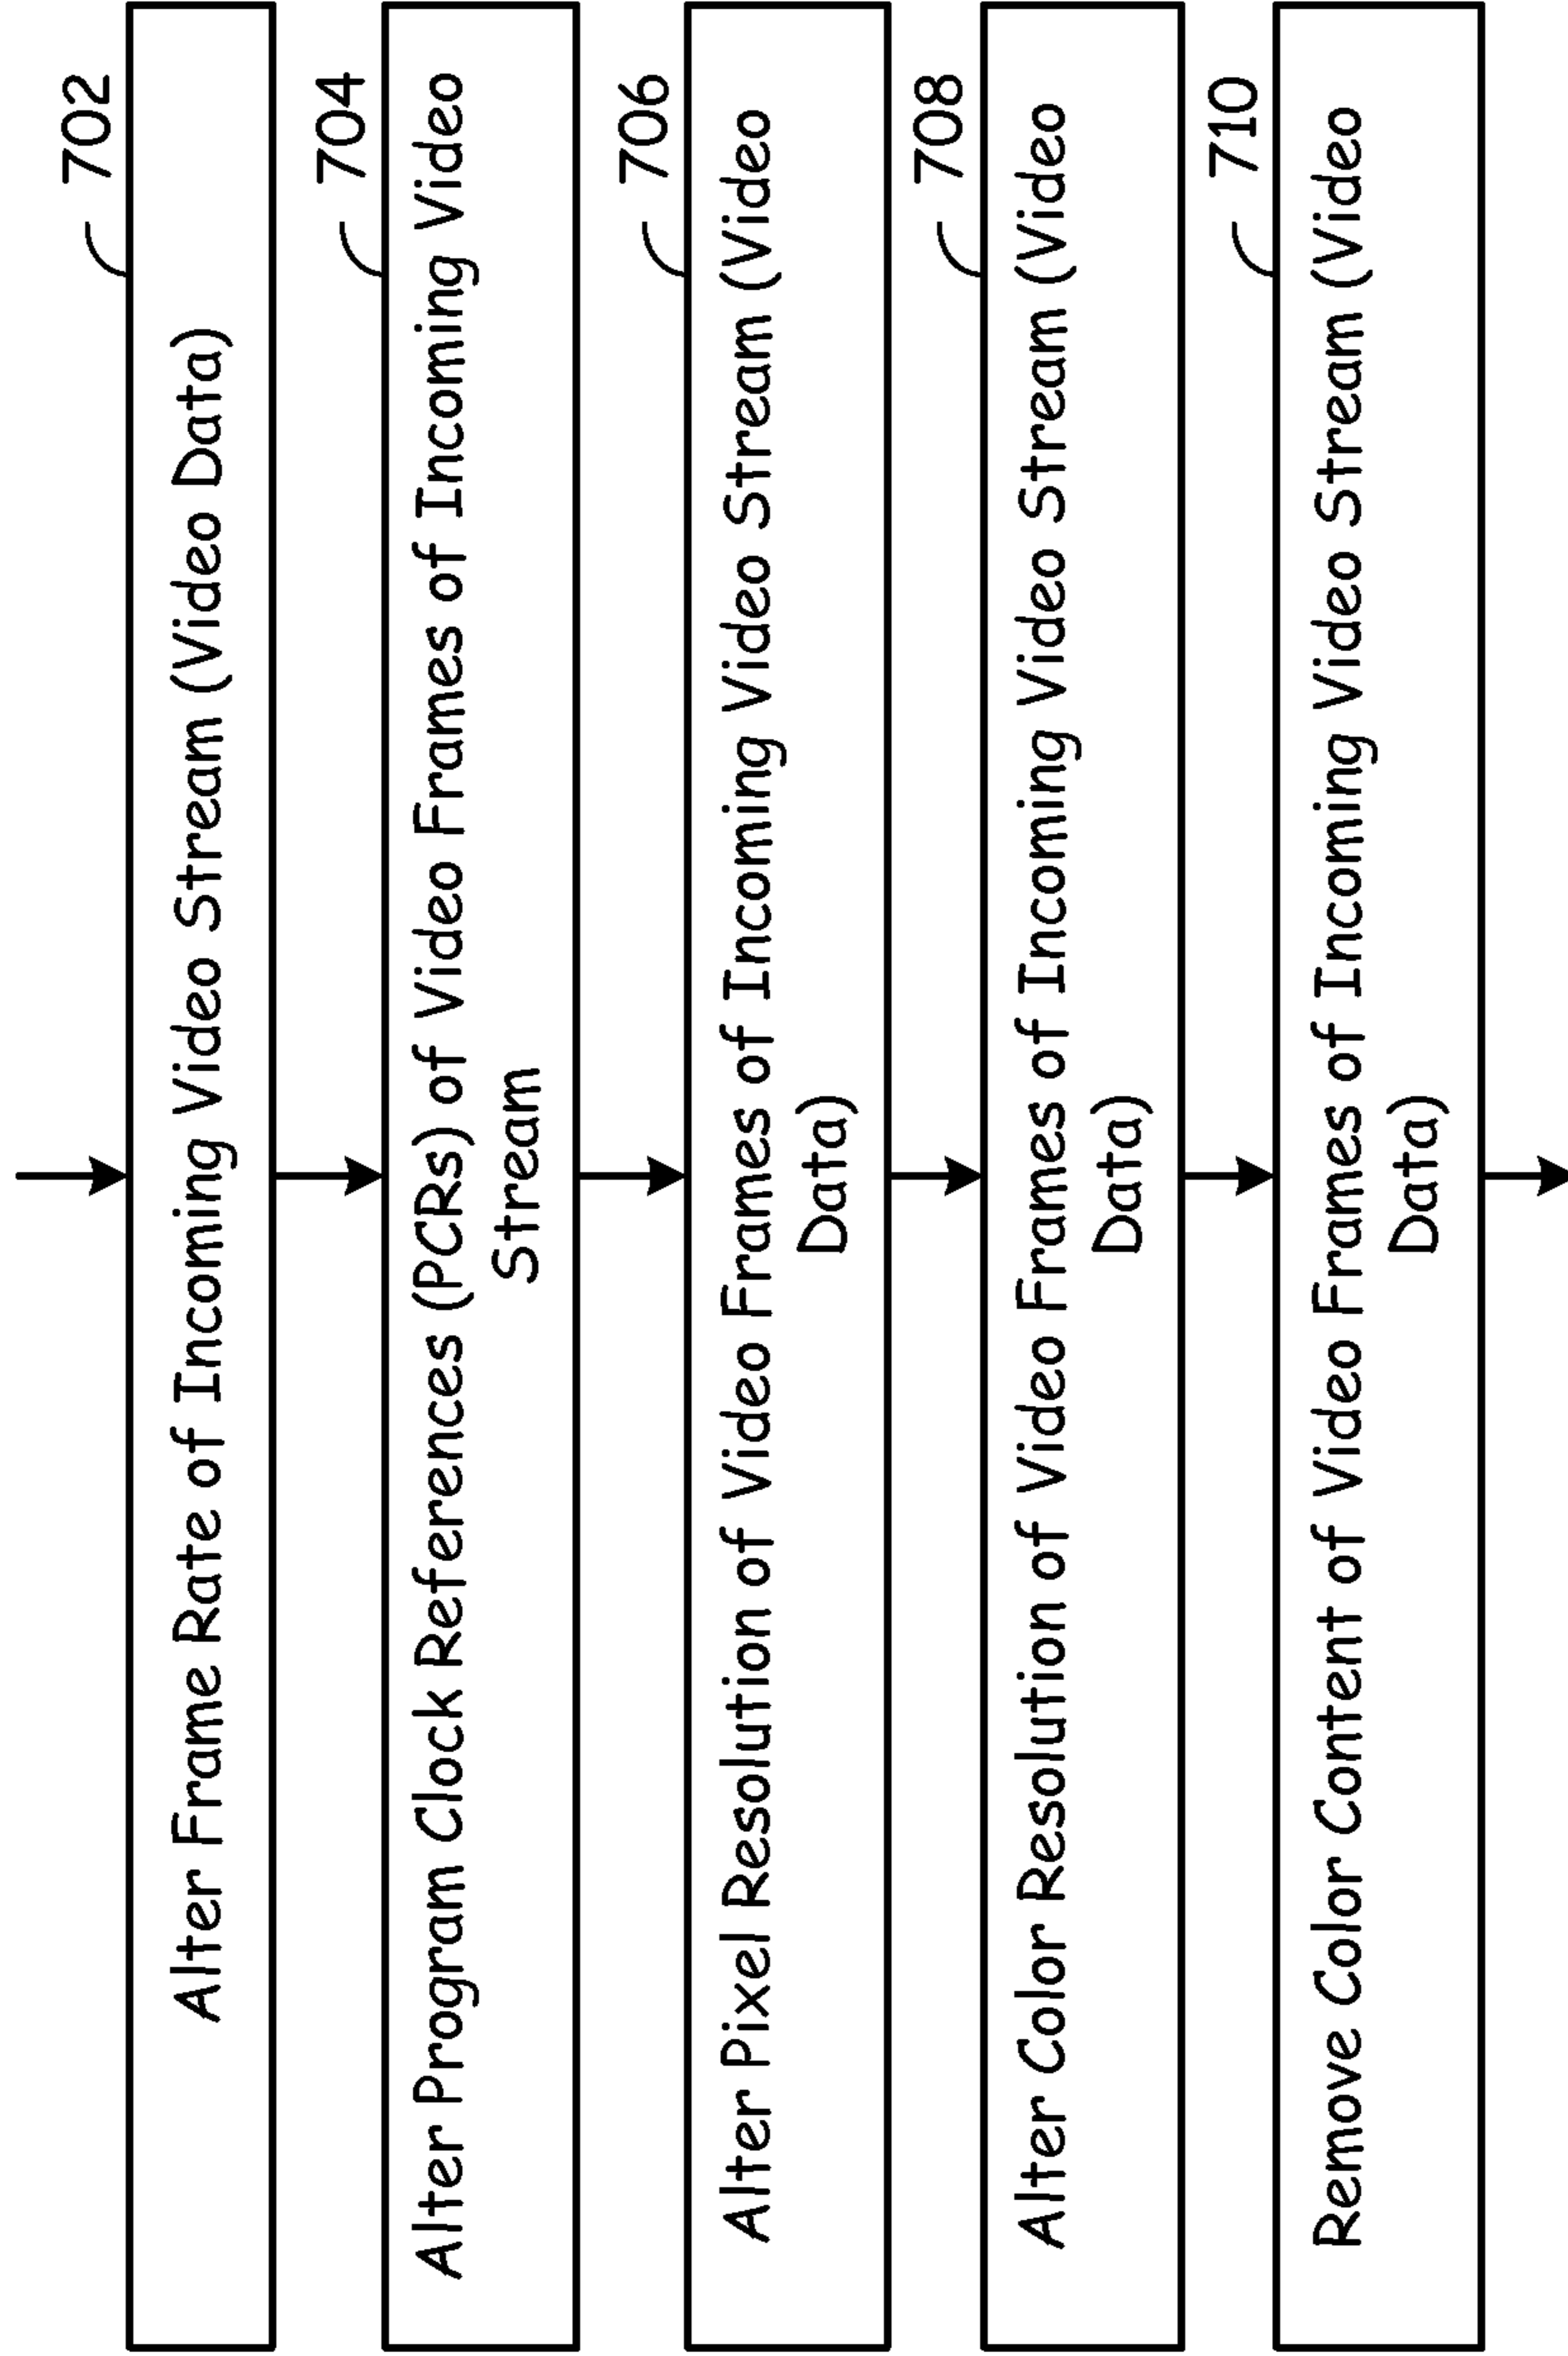 702
Alter Frame Rate of Incoming Video Stream (Video Data)
704
Alter Program Clock References (PCRs) of Video Frames of Incoming Video
Stream
706
Alter Pixel Resolution of Video Frames of Incoming Video Stream (Video
Data)
708
Alter Color Resolution of Video Frames of Incoming Video Stream (Video
Data)
710
Remove Color Content of Video Frames of Incoming Video Stream (Video
Data)